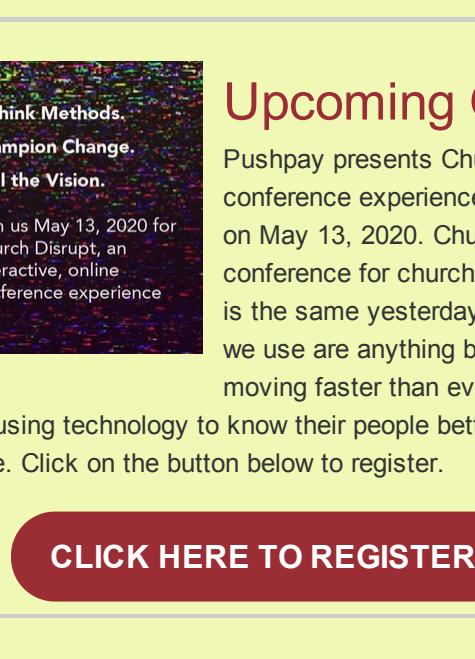 hink Methods.
mpion Change.
l the Vision.
n us May 13, 2020 for
urch Disrupt, an
eractive, online
ference experience
Upcoming
Pushpay presents Chu
conference experience
on May 13, 2020. Chu
conference for church
is the same yesterday
we use are anything b
moving faster than ev
using technology to know their people bet
e. Click on the button below to register.
CLICK HERE TO REGISTER